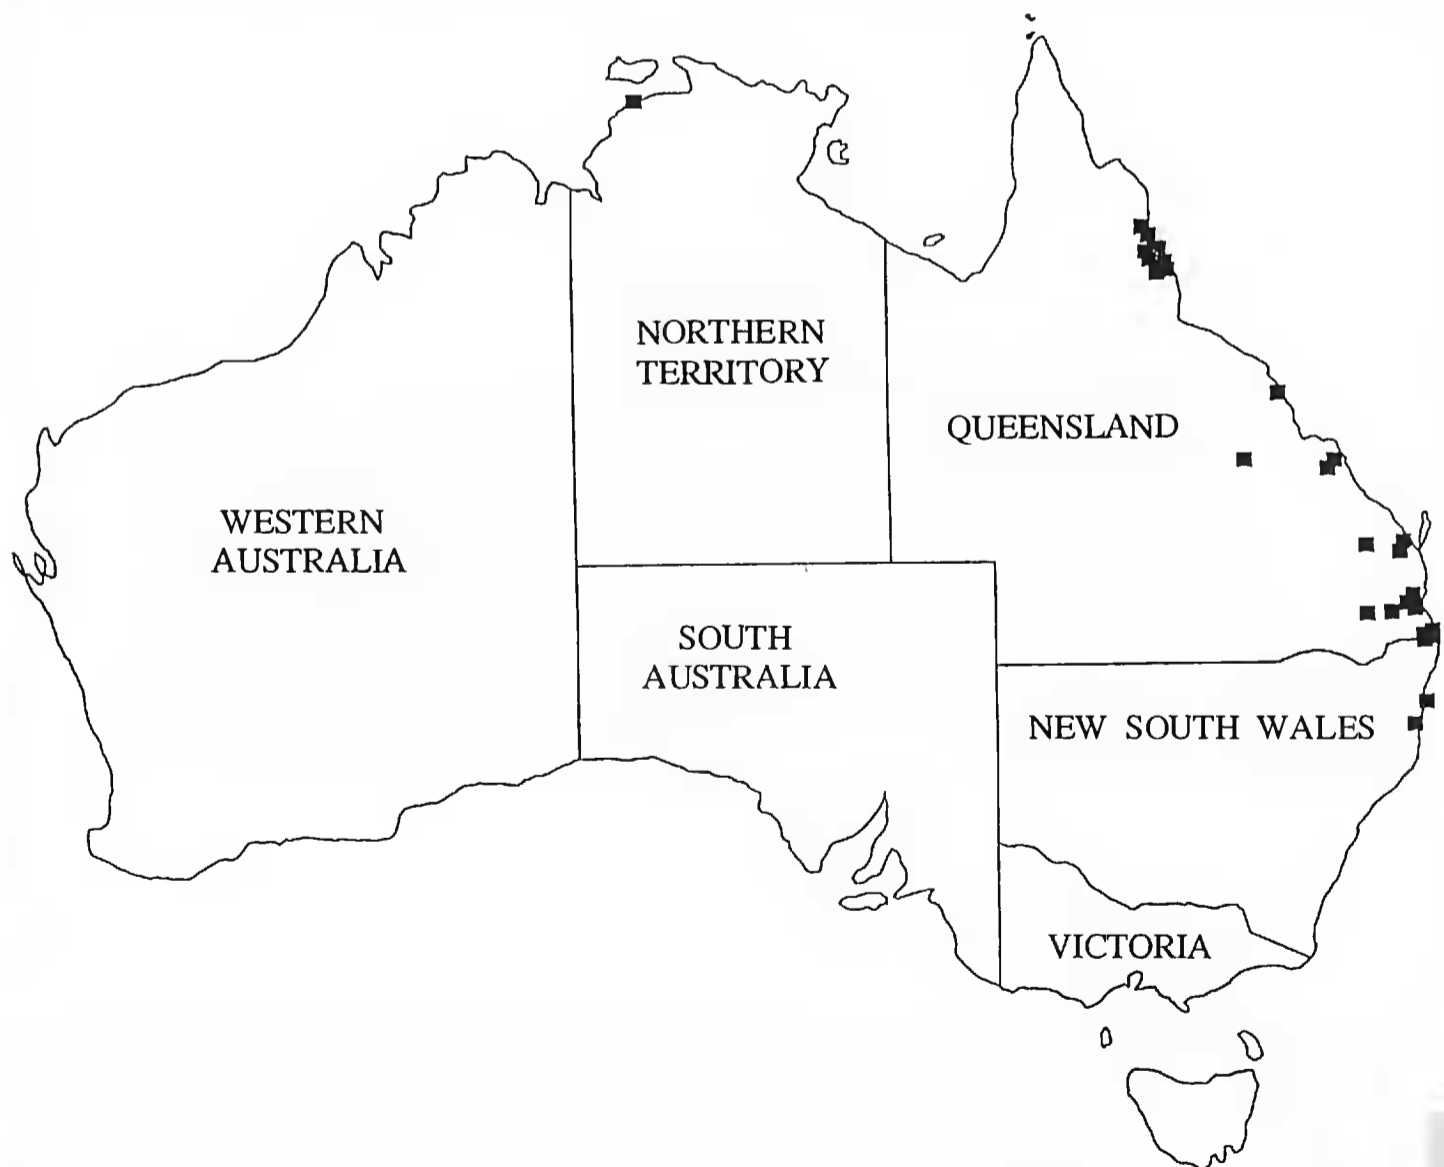 NORTHERN
TERRITORY
QUEENSLAND
WESTERN
AUSTRALIA
SOUTH
AUSTRALIA
NEW SOUTH WALES
VICTORIA